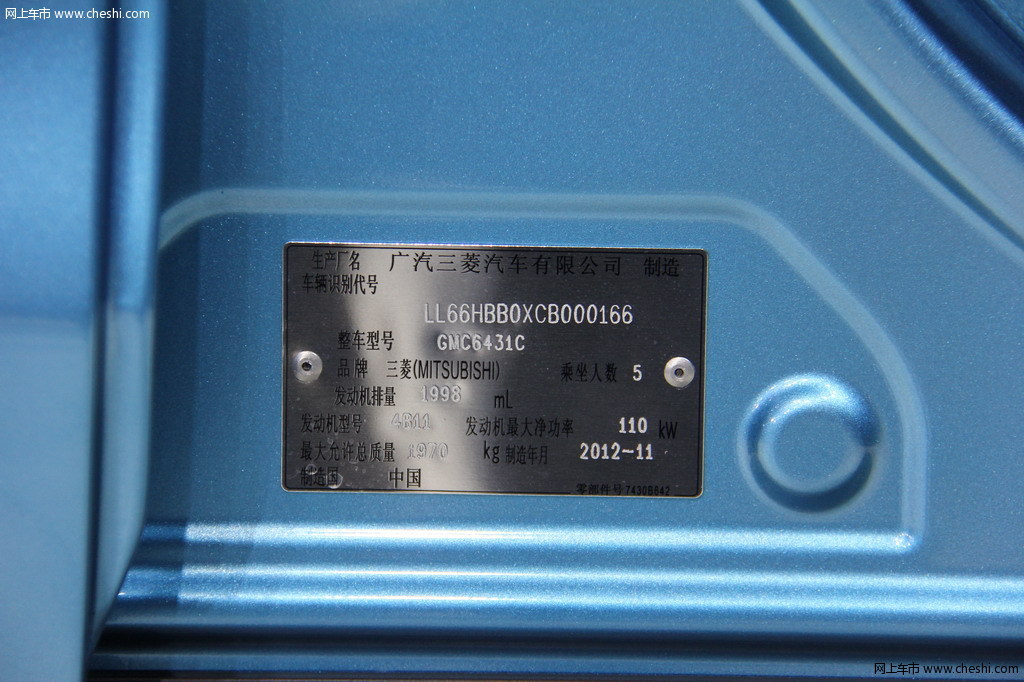 网上车市 www.cheshi.com
生产厂名 广汽三菱汽车有限公司 制造
车辆识别代号
LL66HBB0XCB000166
整车型号 GMC6431C
品牌 三菱(MITSUBISHI) 乘坐人数 5
发动机排量 1998 mL
发动机型号 4B11 发动机最大净功率 110 kW
最大允许总质量 1970 kg 制造年月 2012-11
制造国 中国
零部件号 7430B642
网上车市 www.cheshi.com